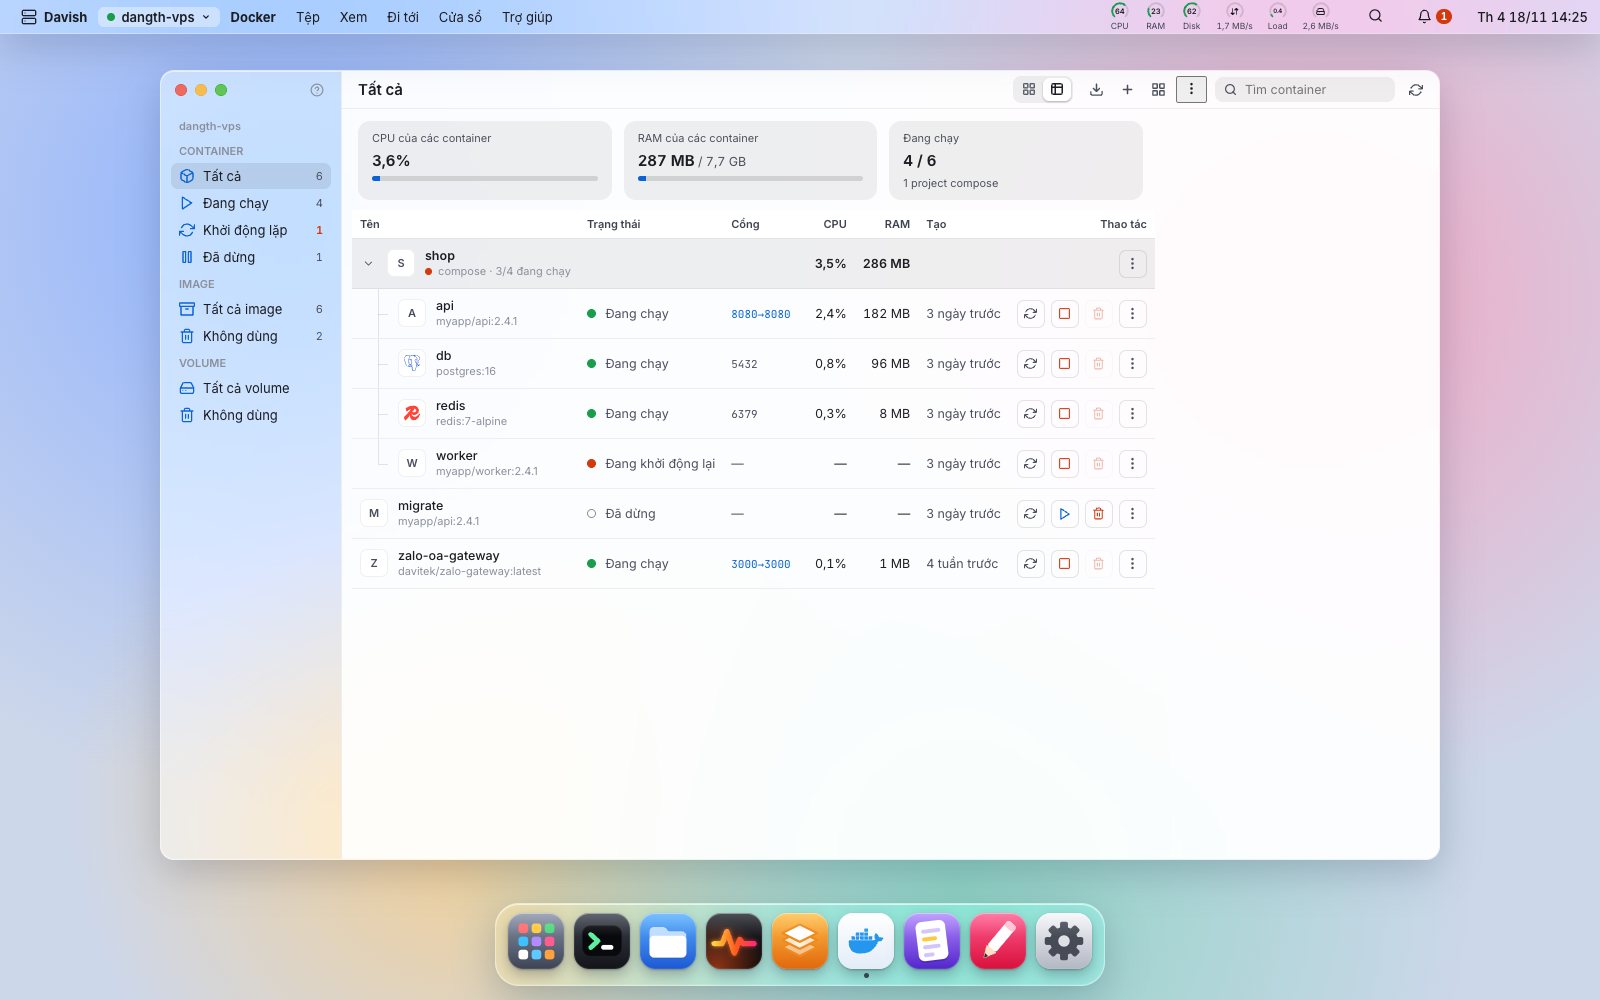 Davish dangth-vps Docker Tệp Xem Đi tới Cửa sổ Trợ giúp
64 23 62 0.4
CPU RAM Disk 1,7 MB/s Load 2,6 MB/s
1 Th 4 18/11 14:25
Tất cả
Tìm container
dangth-vps
CONTAINER
Tất cả 6
Đang chạy 4
Khởi động lặp 1
Đã dừng 1
IMAGE
Tất cả image 6
Không dùng 2
VOLUME
Tất cả volume
Không dùng
CPU của các container
3,6%
RAM của các container
287 MB / 7,7 GB
Đang chạy
4 / 6
1 project compose
Tên Trạng thái Cổng CPU RAM Tạo Thao tác
S shop 3,5% 286 MB
compose · 3/4 đang chạy
A api Đang chạy 8080→8080 2,4% 182 MB 3 ngày trước
myapp/api:2.4.1
db Đang chạy 5432 0,8% 96 MB 3 ngày trước
postgres:16
redis Đang chạy 6379 0,3% 8 MB 3 ngày trước
redis:7-alpine
W worker Đang khởi động lại — — — 3 ngày trước
myapp/worker:2.4.1
M migrate Đã dừng — — — 3 ngày trước
myapp/api:2.4.1
Z zalo-oa-gateway Đang chạy 3000→3000 0,1% 1 MB 4 tuần trước
davitek/zalo-gateway:latest